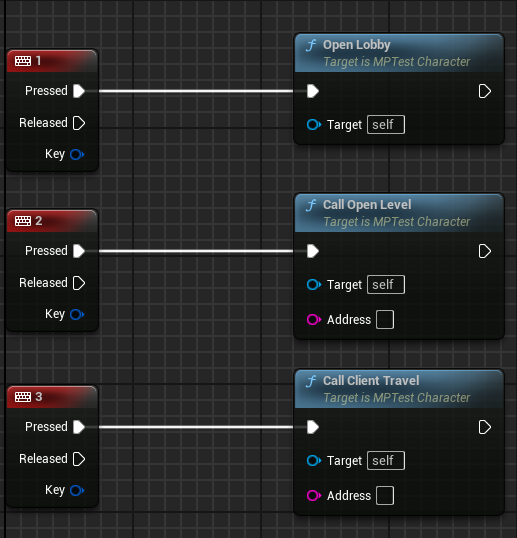 1
Pressed
Released
Key
Open Lobby
Target is MPTest Character
Target self
2
Pressed
Released
Key
Call Open Level
Target is MPTest Character
Target self
Address
3
Pressed
Released
Key
Call Client Travel
Target is MPTest Character
Target self
Address